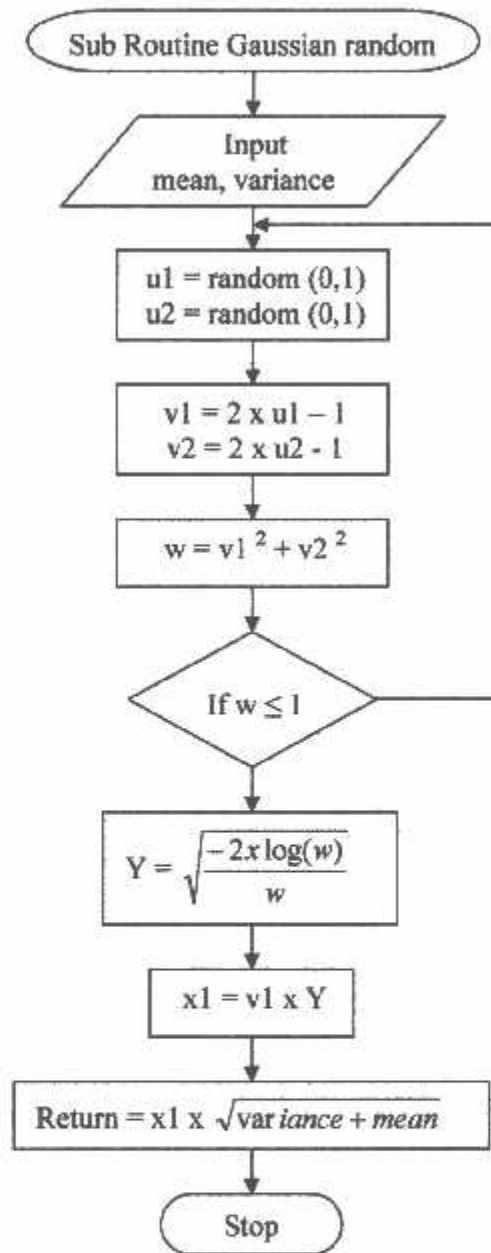 Sub Routine Gaussian random
Input
mean, variance
u1 = random (0,1)
u2 = random (0,1)
v1 = 2 x u1 – 1
v2 = 2 x u2 - 1
w = v1 ² + v2 ²
If w ≤ 1
Y = √(−2x log(w) / w)
x1 = v1 x Y
Return = x1 x √(variance + mean)
Stop